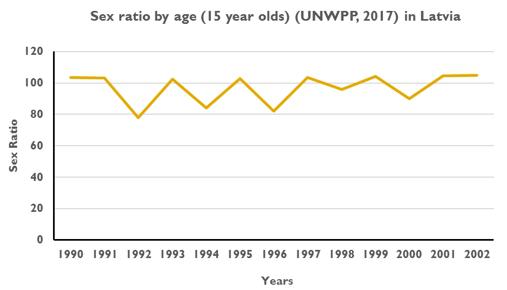 Sex ratio by age (15 year olds) (UNWPP, 2017) in Latvia
120
100
80
60
40
20
0
Sex Ratio
1990 1991 1992 1993 1994 1995 1996 1997 1998 1999 2000 2001 2002
Years